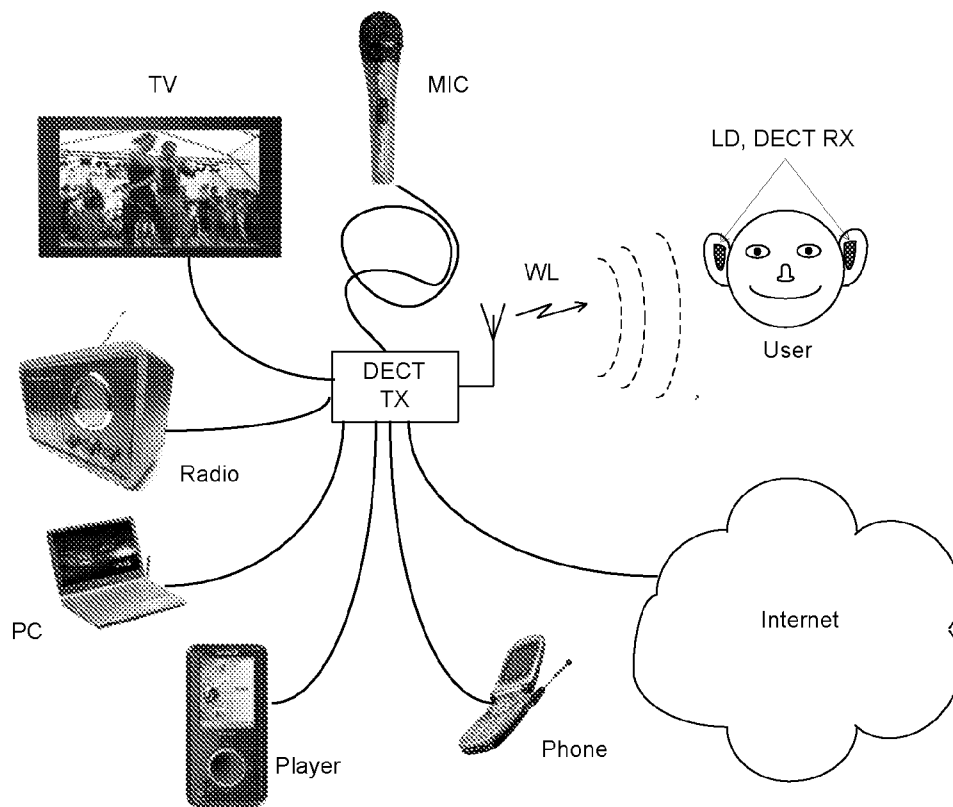 TV
MIC
LD, DECT RX
WL
User
DECT
TX
Radio
PC
Internet
Player
Phone